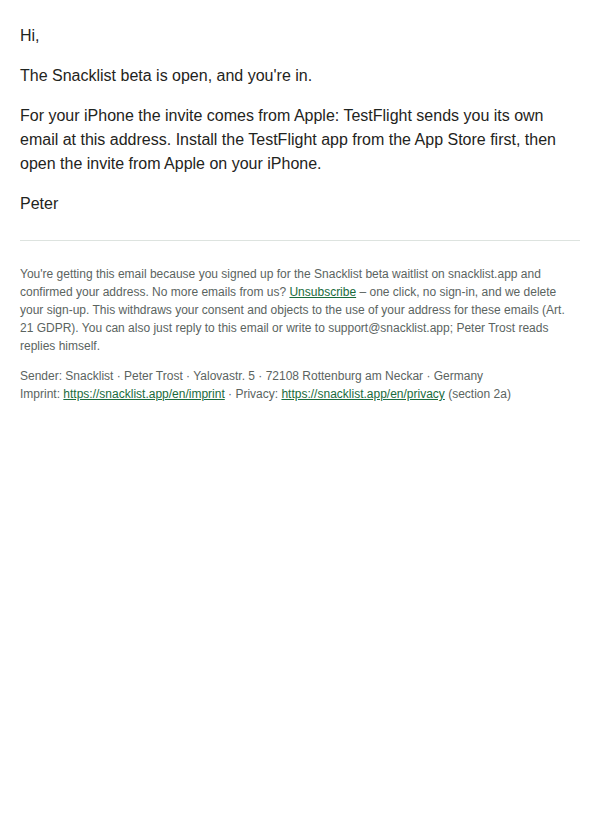 Hi,
The Snacklist beta is open, and you're in.
For your iPhone the invite comes from Apple: TestFlight sends you its own
email at this address. Install the TestFlight app from the App Store first, then
open the invite from Apple on your iPhone.
Peter
You're getting this email because you signed up for the Snacklist beta waitlist on snacklist.app and
confirmed your address. No more emails from us? Unsubscribe – one click, no sign-in, and we delete
your sign-up. This withdraws your consent and objects to the use of your address for these emails (Art.
21 GDPR). You can also just reply to this email or write to support@snacklist.app; Peter Trost reads
replies himself.
Sender: Snacklist · Peter Trost · Yalovastr. 5 · 72108 Rottenburg am Neckar · Germany
Imprint: https://snacklist.app/en/imprint · Privacy: https://snacklist.app/en/privacy (section 2a)